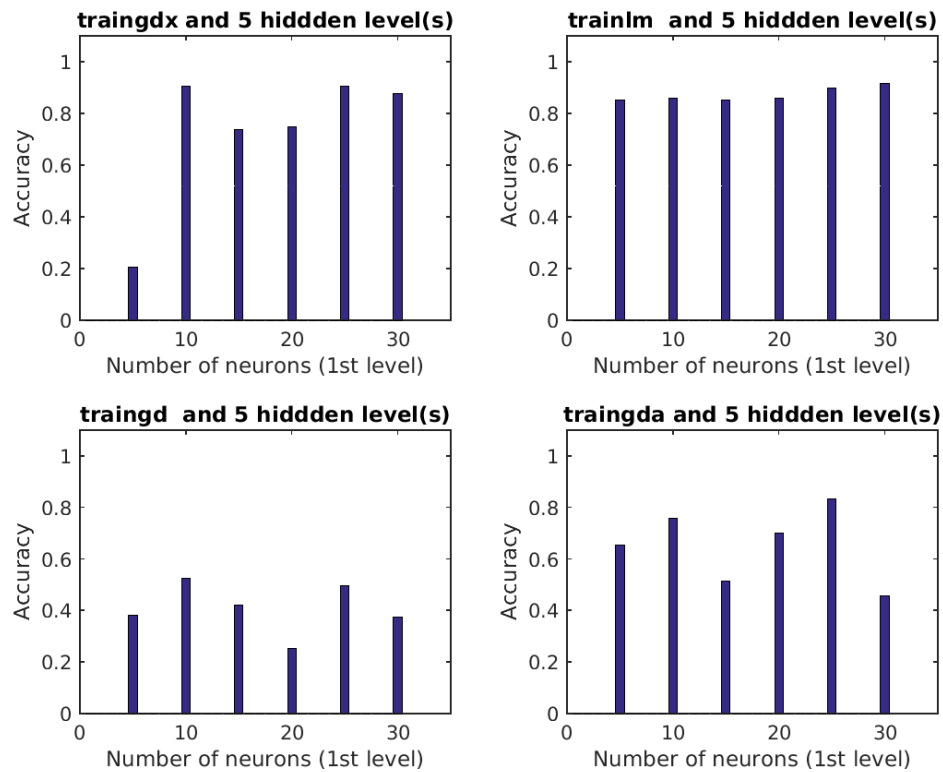 traingdx and 5 hiddden level(s)
1
0.8
0.6
0.4
0.2
0
Accuracy
0 10 20 30
Number of neurons (1st level)
trainlm and 5 hiddden level(s)
1
0.8
0.6
0.4
0.2
0
Accuracy
0 10 20 30
Number of neurons (1st level)
traingd and 5 hiddden level(s)
1
0.8
0.6
0.4
0.2
0
Accuracy
0 10 20 30
Number of neurons (1st level)
traingda and 5 hiddden level(s)
1
0.8
0.6
0.4
0.2
0
Accuracy
0 10 20 30
Number of neurons (1st level)